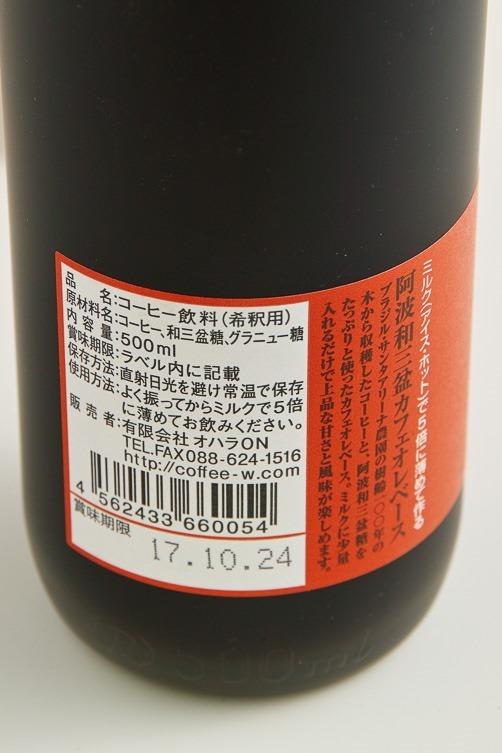 ミルク(アイス・ホット)で5倍に薄めて作る
阿波和三盆カフェオレベース
ブラジル・サンタアリーナ農園の樹齢一〇〇年の
木から収穫したコーヒーと、阿波和三盆糖を
たっぷりと使ったカフェオレベース。ミルクに少量
入れるだけで上品な甘さと風味が楽しめます。
品名:コーヒー飲料(希釈用)
原材料名:コーヒー、和三盆糖、グラニュー糖
内容量:500ml
賞味期限:ラベル内に記載
保存方法:直射日光を避け常温で保存
使用方法:よく振ってからミルクで5倍
に薄めてお飲みください。
販売者:有限会社 オハラON
TEL.FAX088-624-1516
http://coffee-w.com
4 562433 660054
賞味期限
17.10.24
500ml